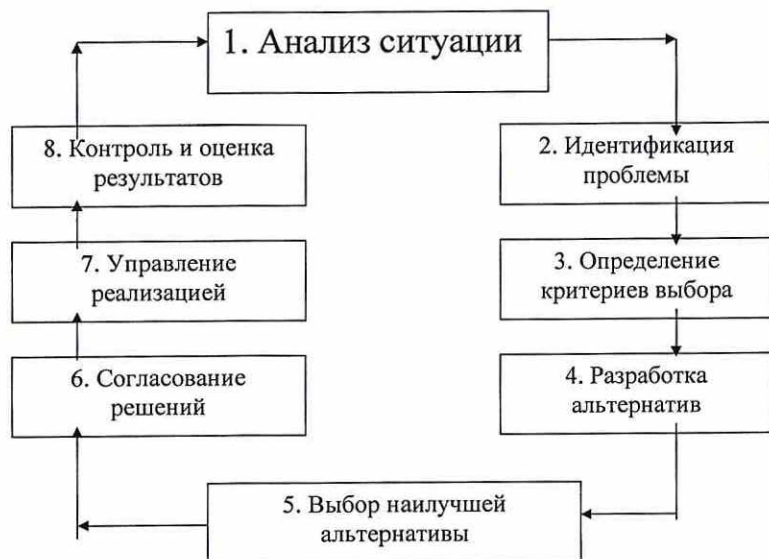 1. Анализ ситуации
2. Идентификация
проблемы
3. Определение
критериев выбора
4. Разработка
альтернатив
5. Выбор наилучшей
альтернативы
6. Согласование
решений
7. Управление
реализацией
8. Контроль и оценка
результатов